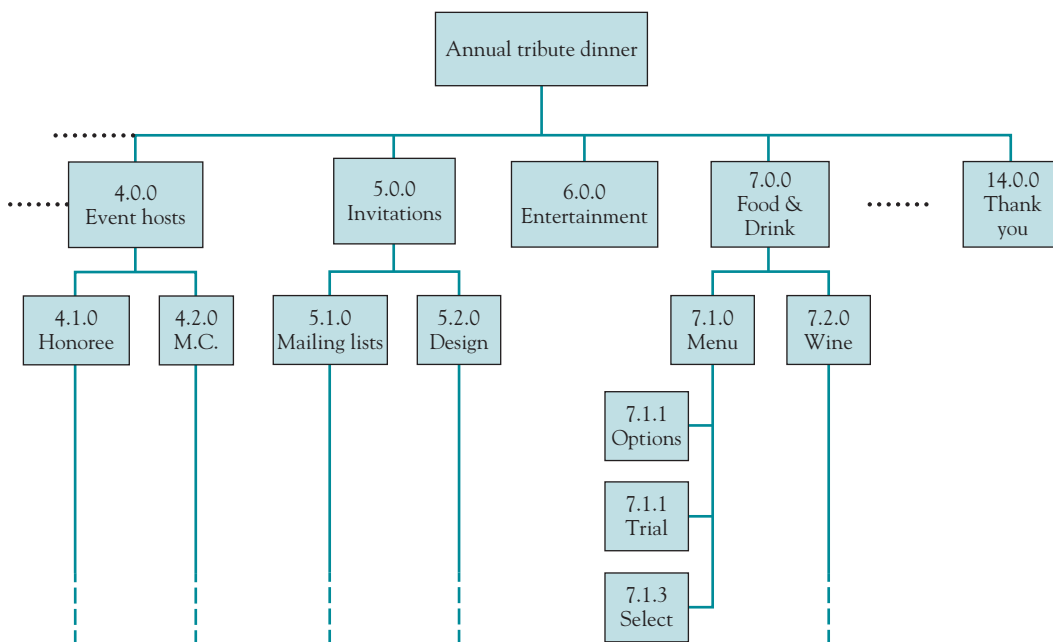 Annual tribute dinner
4.0.0
Event hosts
5.0.0
Invitations
6.0.0
Entertainment
7.0.0
Food &
Drink
14.0.0
Thank
you
4.1.0
Honoree
4.2.0
M.C.
5.1.0
Mailing lists
5.2.0
Design
7.1.0
Menu
7.2.0
Wine
7.1.1
Options
7.1.1
Trial
7.1.3
Select